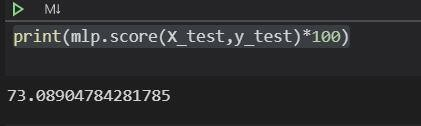 M↓
print(mlp.score(X_test,y_test)*100)
73.08904784281785